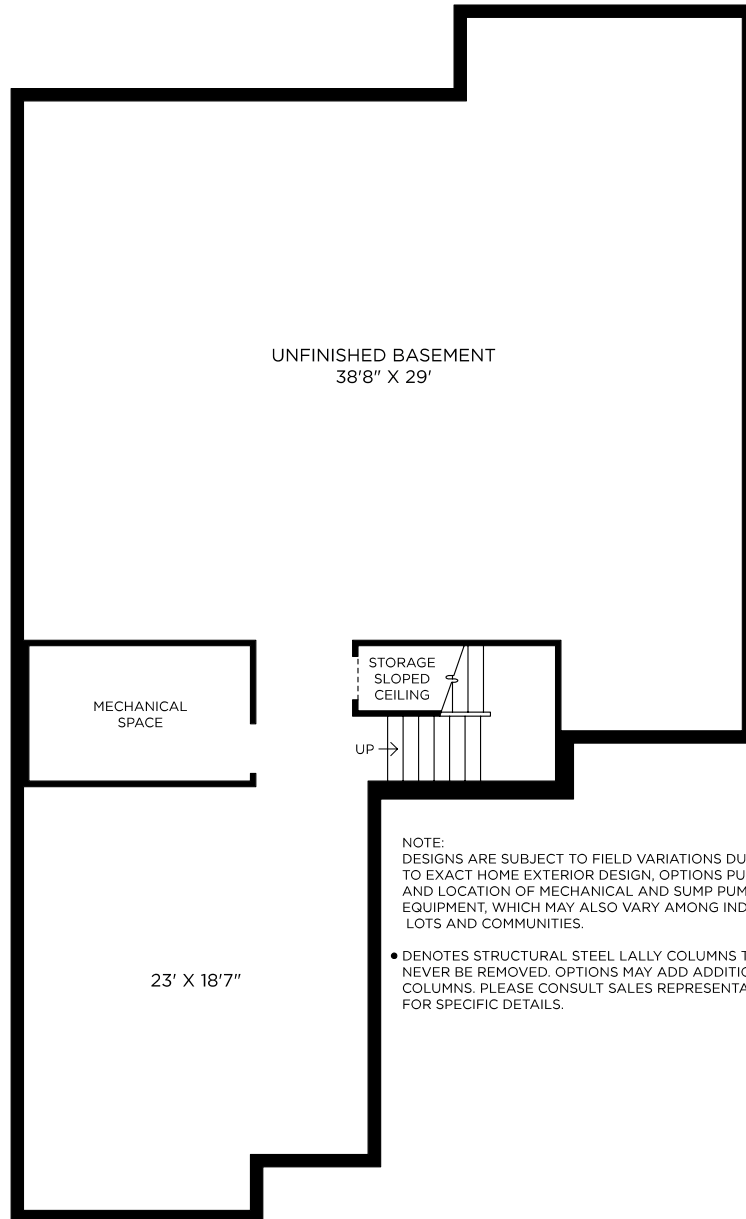 UNFINISHED BASEMENT
38'8" X 29'
STORAGE
SLOPED
CEILING
MECHANICAL
SPACE
UP
NOTE:
DESIGNS ARE SUBJECT TO FIELD VARIATIONS
TO EXACT HOME EXTERIOR DESIGN, OPTIONS
AND LOCATION OF MECHANICAL AND SUMP
EQUIPMENT, WHICH MAY ALSO VARY AMONG
LOTS AND COMMUNITIES.
• DENOTES STRUCTURAL STEEL LALLY COLUMNS
NEVER BE REMOVED. OPTIONS MAY ADD
COLUMNS. PLEASE CONSULT SALES
FOR SPECIFIC DETAILS.
23' X 18'7"